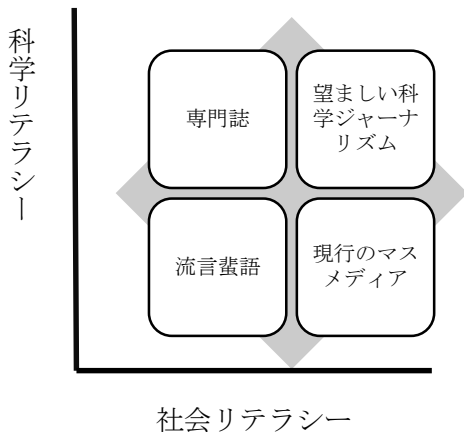 科学リテラシー
専門誌
望ましい科
学ジャーナ
リズム
流言蜚語
現行のマス
メディア
社会リテラシー